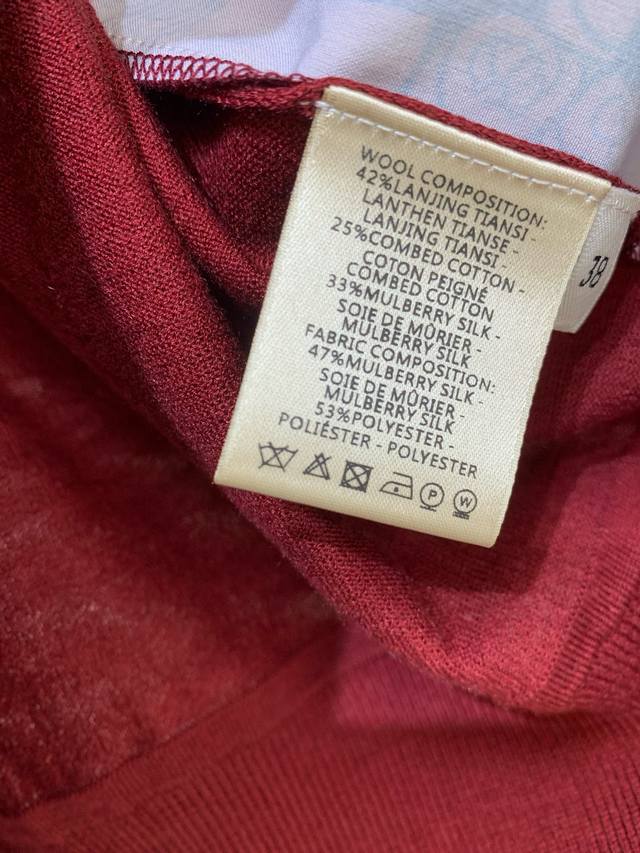 WOOL COMPOSITION:
42%LANJING TIANSI -
LANTHEN TIANSE -
LANJING TIANSI -
25%COMBED COTTON -
COTON PEIGNÉ
COMBED COTTON
33%MULBERRY SILK -
SOIE DE MÛRIER -
MULBERRY SILK
FABRIC COMPOSITION:
47%MULBERRY SILK -
SOIE DE MÛRIER -
MULBERRY SILK
53%POLYESTER -
POLIÉSTER - POLYESTER
P W
38